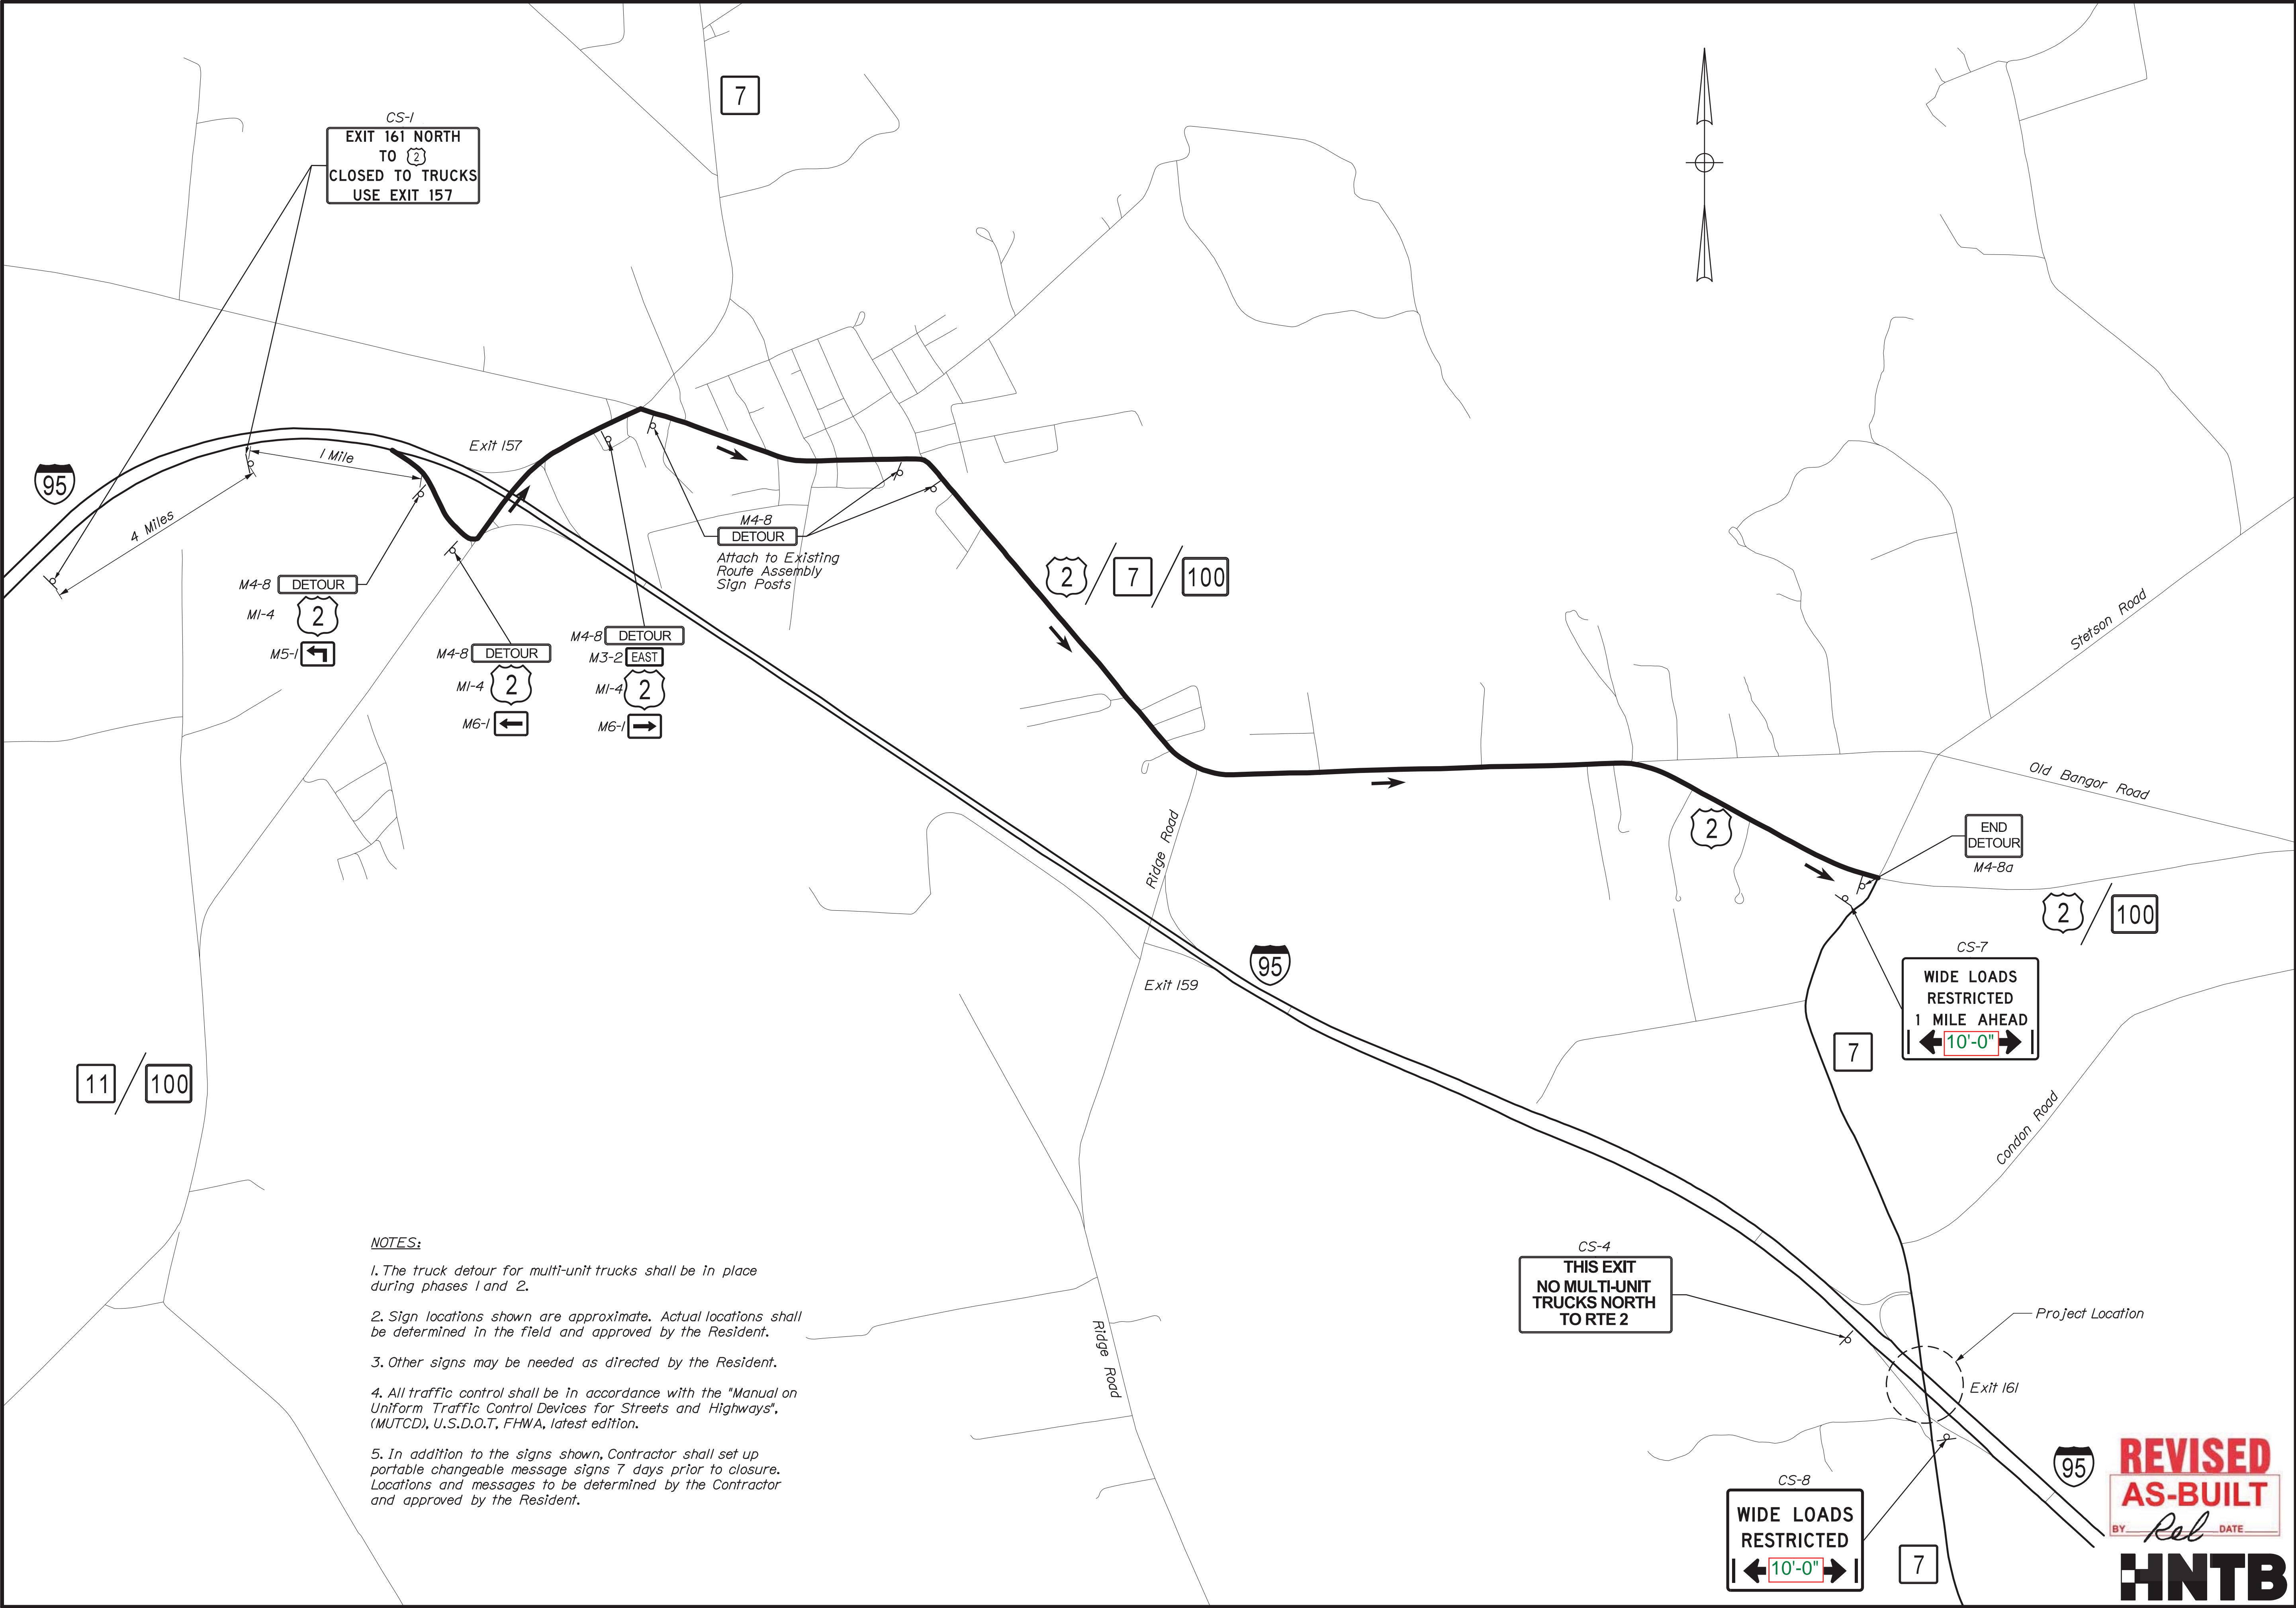 7
CS-1
EXIT 161 NORTH
TO 2
CLOSED TO TRUCKS
USE EXIT 157
Exit 157
1 Mile
95
4 Miles
M4-8 DETOUR
M1-4 2
M5-1
M4-8 DETOUR
M1-4 2
M6-1
M4-8 DETOUR
M3-2 EAST
M1-4 2
M6-1
M4-8
DETOUR
Attach to Existing
Route Assembly
Sign Posts
2 / 7 / 100
Stetson Road
Old Bangor Road
Ridge Road
2
END
DETOUR
M4-8a
2 / 100
CS-7
WIDE LOADS
RESTRICTED
1 MILE AHEAD
10'-0"
95
Exit 159
7
11 / 100
Condon Road
NOTES:
1. The truck detour for multi-unit trucks shall be in place
during phases 1 and 2.
2. Sign locations shown are approximate. Actual locations shall
be determined in the field and approved by the Resident.
3. Other signs may be needed as directed by the Resident.
4. All traffic control shall be in accordance with the "Manual on
Uniform Traffic Control Devices for Streets and Highways",
(MUTCD), U.S.D.O.T, FHWA, latest edition.
5. In addition to the signs shown, Contractor shall set up
portable changeable message signs 7 days prior to closure.
Locations and messages to be determined by the Contractor
and approved by the Resident.
Ridge Road
CS-4
THIS EXIT
NO MULTI-UNIT
TRUCKS NORTH
TO RTE 2
Project Location
Exit 161
CS-8
WIDE LOADS
RESTRICTED
10'-0"
7
95
REVISED
AS-BUILT
BY DATE
HNTB